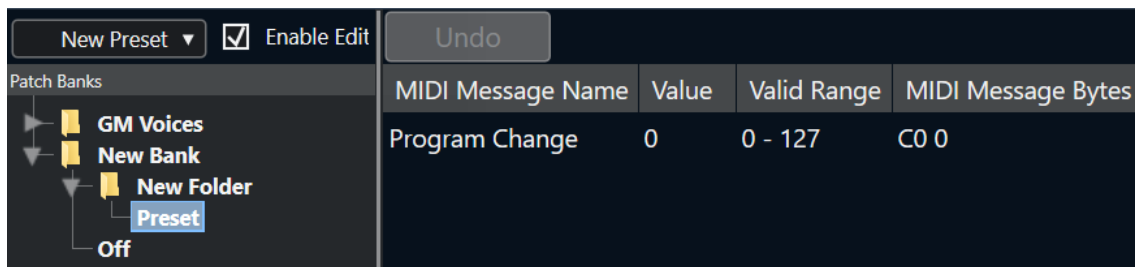 New Preset Enable Edit Undo
Patch Banks
MIDI Message Name Value Valid Range MIDI Message Bytes
GM Voices
New Bank
New Folder
Preset
Off
Program Change 0 0 - 127 C0 0